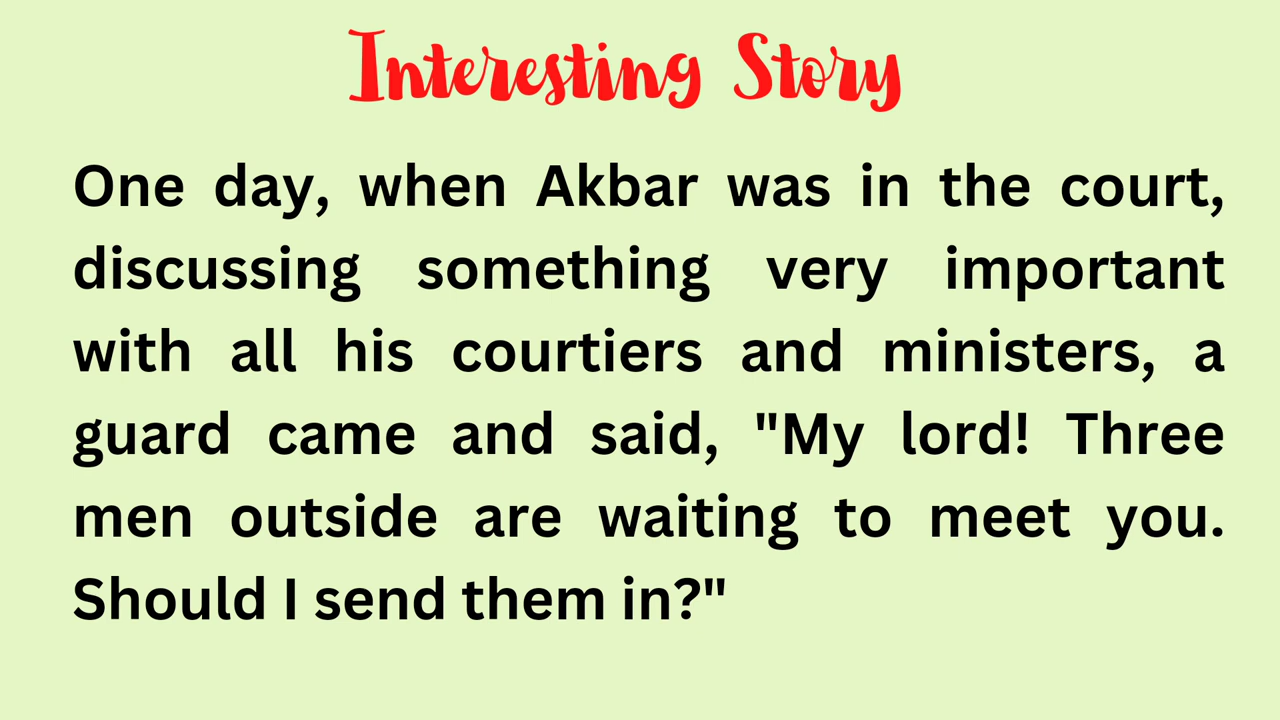 Interesting Story
One day, when Akbar was in the court,
discussing something very important
with all his courtiers and ministers, a
guard came and said, "My lord! Three
men outside are waiting to meet you.
Should I send them in?"